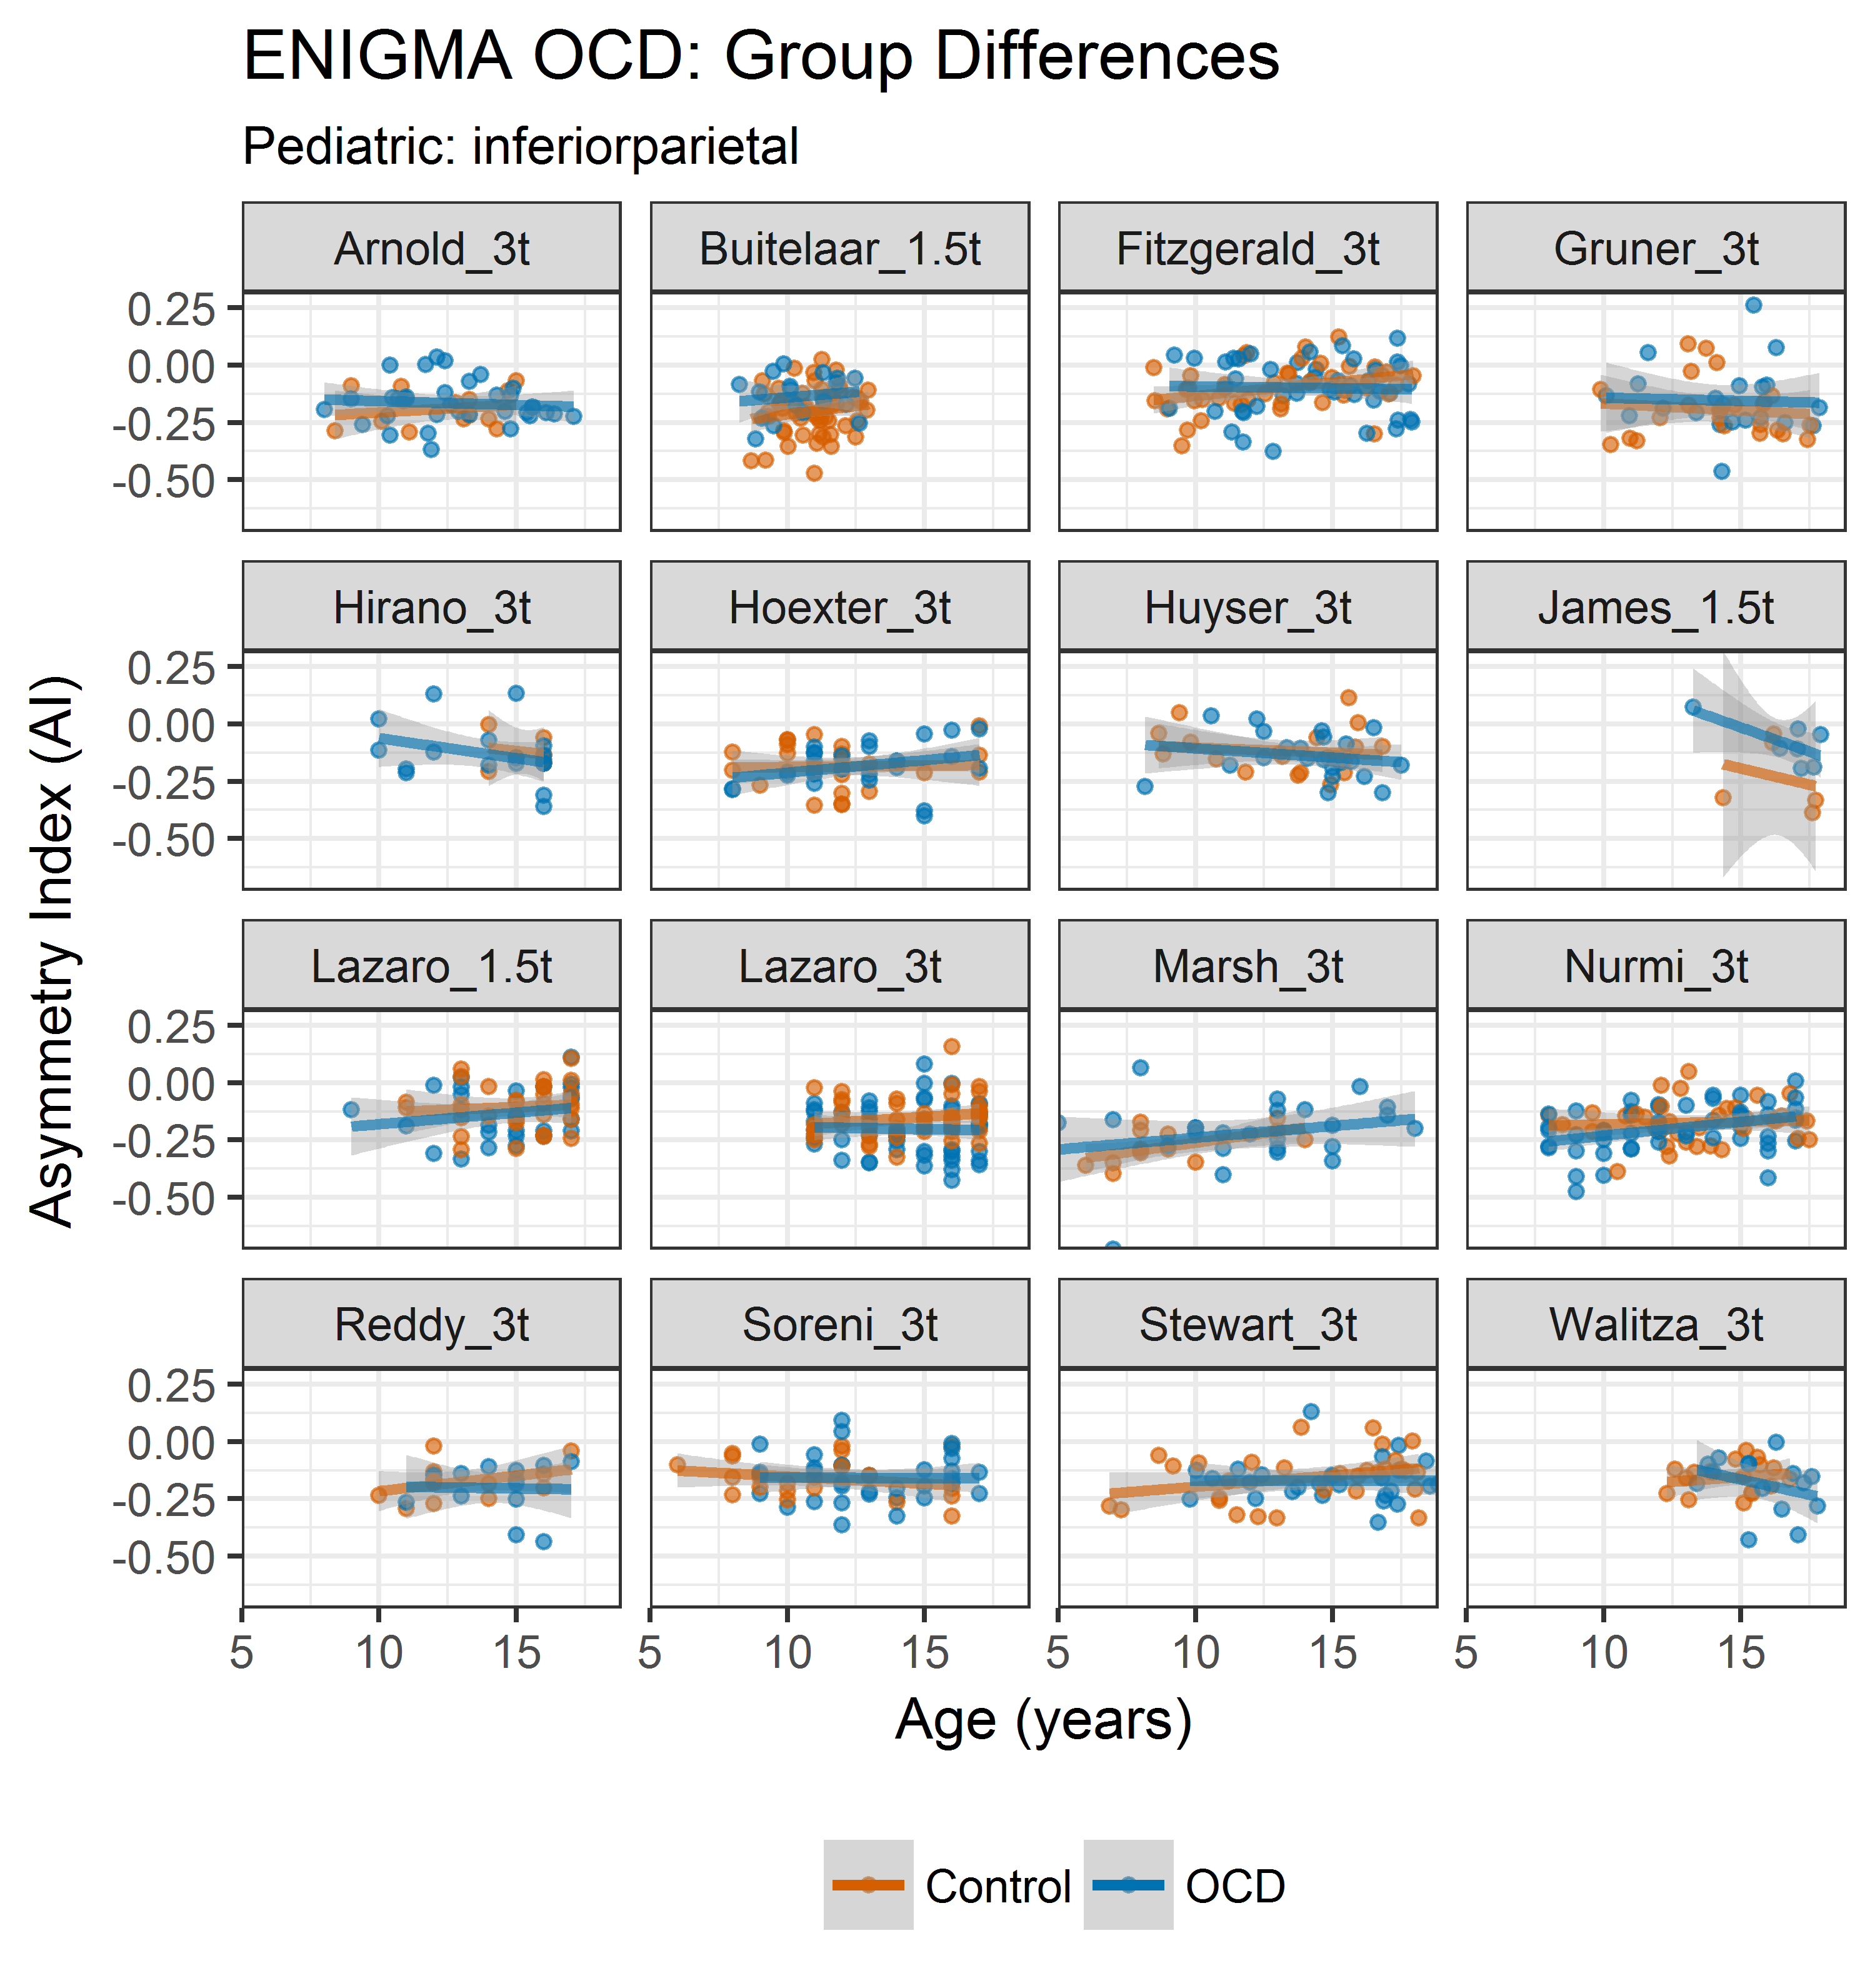 ENIGMA OCD: Group Differences
Pediatric: inferiorparietal
Arnold_3t Buitelaar_1.5t Fitzgerald_3t Gruner_3t
0.25
0.00
-0.25
-0.50
Hirano_3t Hoexter_3t Huyser_3t James_1.5t
0.25
0.00
-0.25
-0.50
Asymmetry Index (AI)
Lazaro_1.5t Lazaro_3t Marsh_3t Nurmi_3t
0.25
0.00
-0.25
-0.50
Reddy_3t Soreni_3t Stewart_3t Walitza_3t
0.25
0.00
-0.25
-0.50
5 10 15 5 10 15 5 10 15 5 10 15
Age (years)
Control OCD